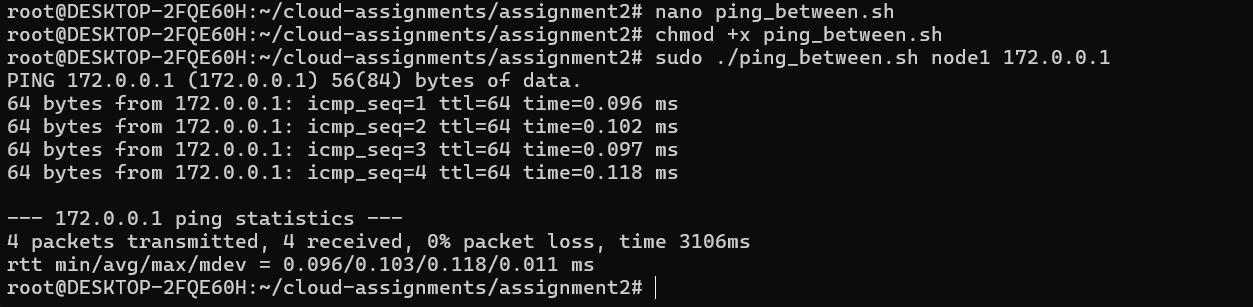 root@DESKTOP-2FQE60H:~/cloud-assignments/assignment2# nano ping_between.sh
root@DESKTOP-2FQE60H:~/cloud-assignments/assignment2# chmod +x ping_between.sh
root@DESKTOP-2FQE60H:~/cloud-assignments/assignment2# sudo ./ping_between.sh node1 172.0.0.1
PING 172.0.0.1 (172.0.0.1) 56(84) bytes of data.
64 bytes from 172.0.0.1: icmp_seq=1 ttl=64 time=0.096 ms
64 bytes from 172.0.0.1: icmp_seq=2 ttl=64 time=0.102 ms
64 bytes from 172.0.0.1: icmp_seq=3 ttl=64 time=0.097 ms
64 bytes from 172.0.0.1: icmp_seq=4 ttl=64 time=0.118 ms

--- 172.0.0.1 ping statistics ---
4 packets transmitted, 4 received, 0% packet loss, time 3106ms
rtt min/avg/max/mdev = 0.096/0.103/0.118/0.011 ms
root@DESKTOP-2FQE60H:~/cloud-assignments/assignment2#